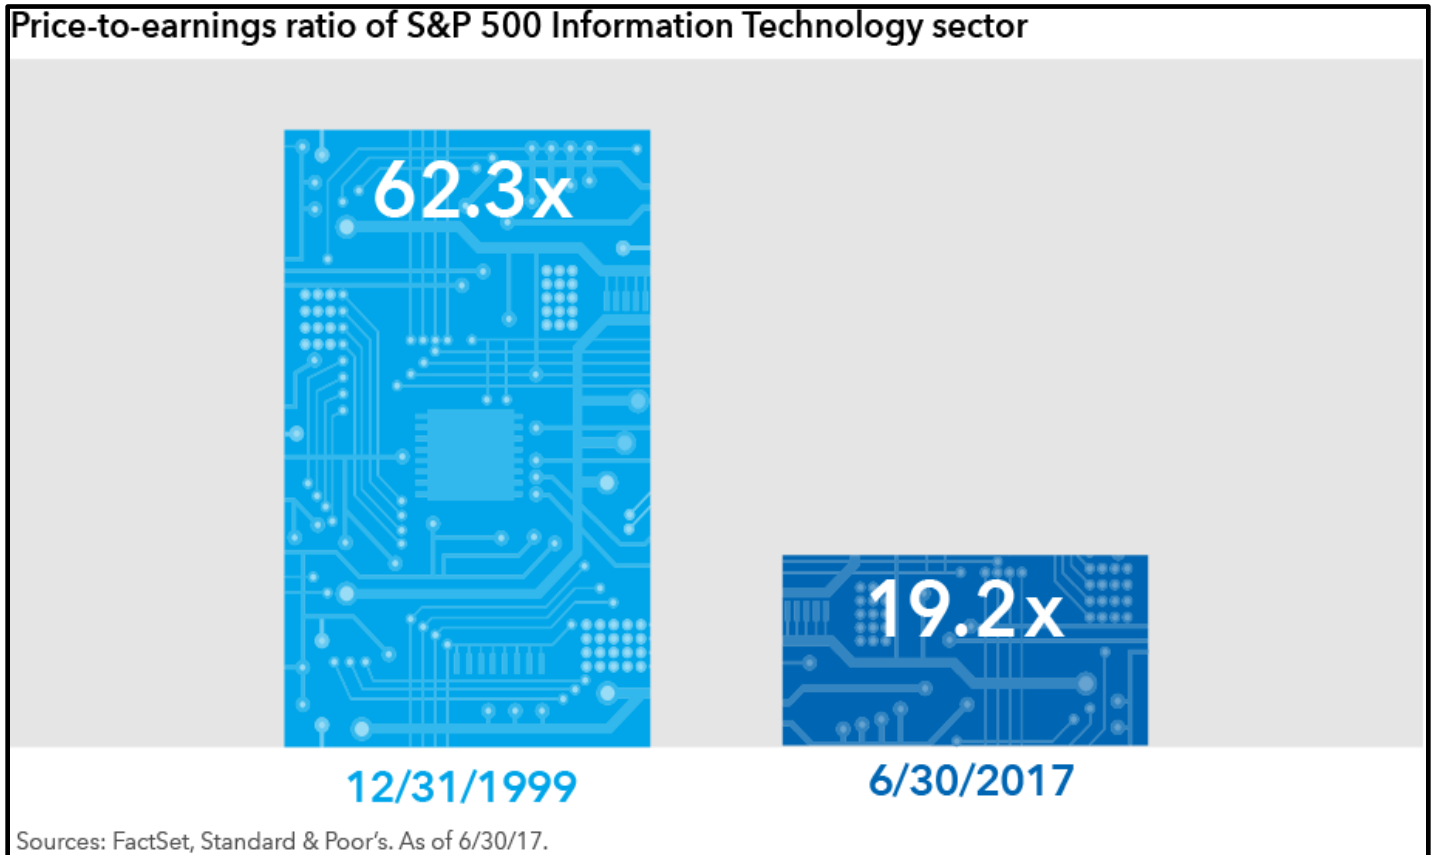 Price-to-earnings ratio of S&P 500 Information Technology sector
62.3x
19.2x
12/31/1999
6/30/2017
Sources: FactSet, Standard & Poor's. As of 6/30/17.